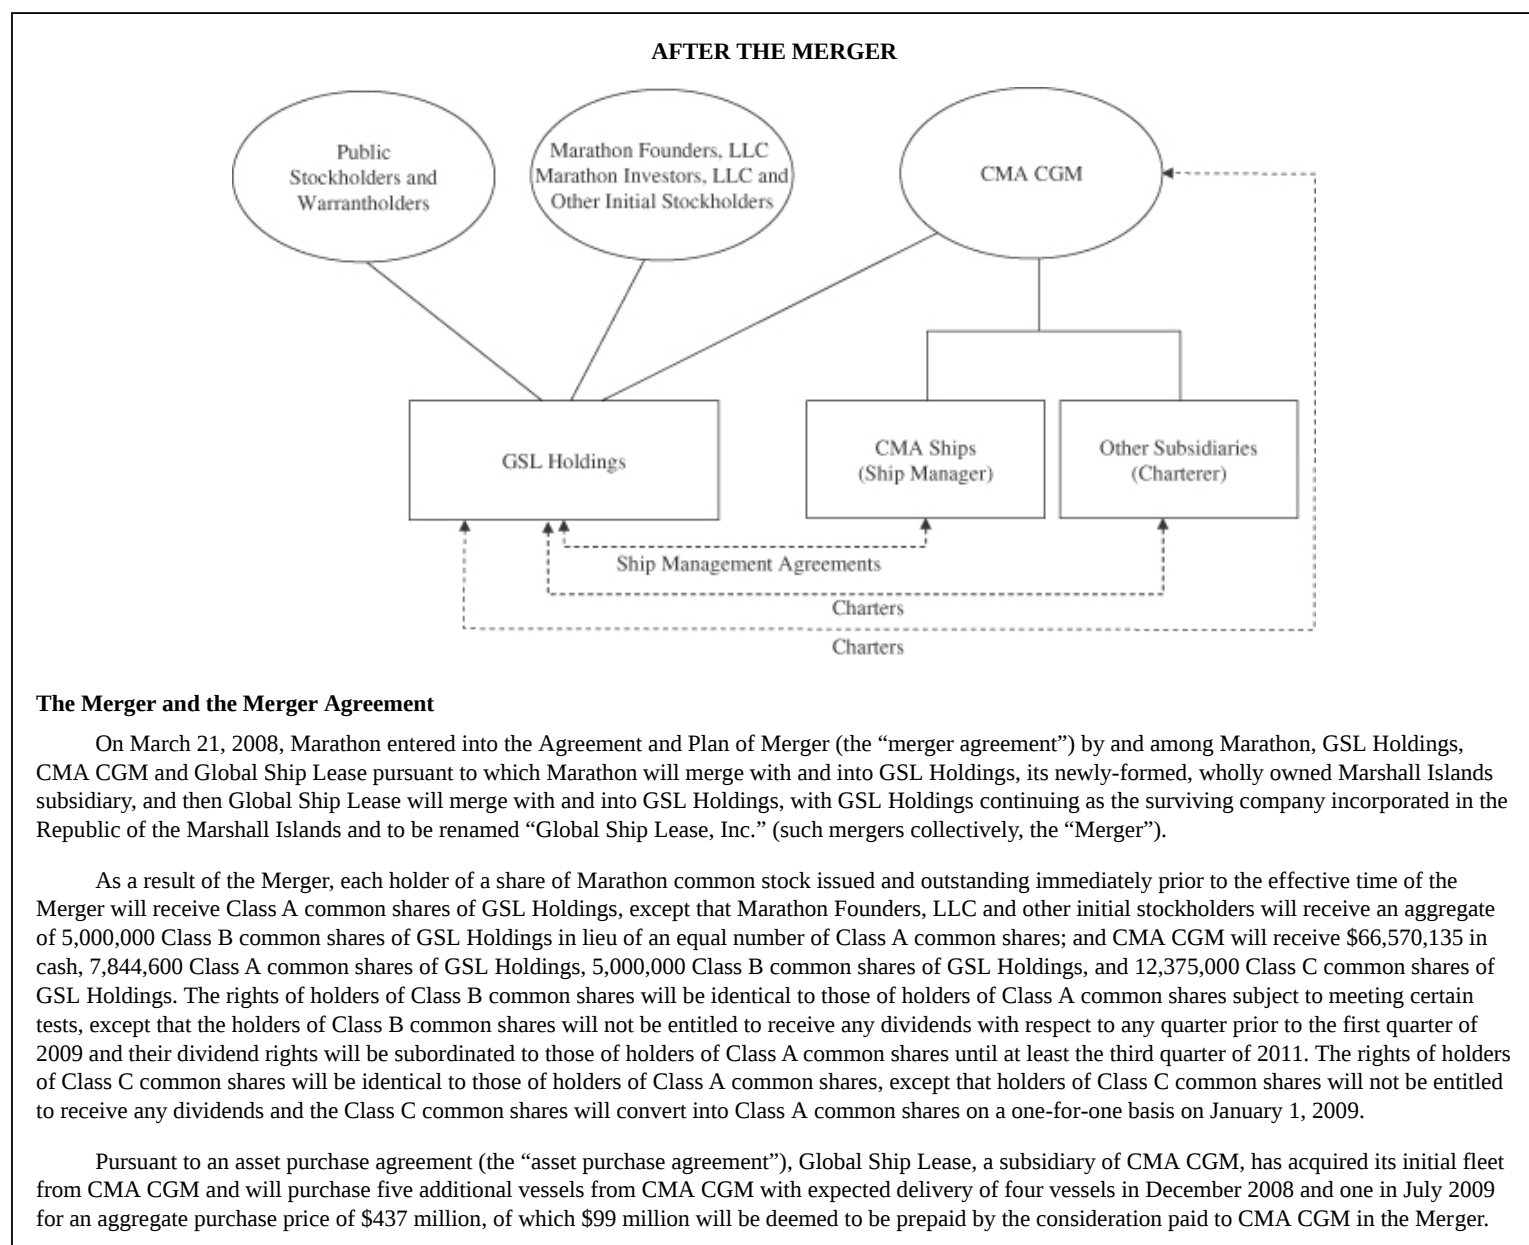 AFTER THE MERGER
Public
Stockholders and
Warrantholders
Marathon Founders, LLC
Marathon Investors, LLC and
Other Initial Stockholders
CMA CGM
GSL Holdings
CMA Ships
(Ship Manager)
Other Subsidiaries
(Charterer)
Ship Management Agreements
Charters
Charters
The Merger and the Merger Agreement
On March 21, 2008, Marathon entered into the Agreement and Plan of Merger (the “merger agreement”) by and among Marathon, GSL Holdings,
CMA CGM and Global Ship Lease pursuant to which Marathon will merge with and into GSL Holdings, its newly-formed, wholly owned Marshall Islands
subsidiary, and then Global Ship Lease will merge with and into GSL Holdings, with GSL Holdings continuing as the surviving company incorporated in the
Republic of the Marshall Islands and to be renamed “Global Ship Lease, Inc.” (such mergers collectively, the “Merger”).
As a result of the Merger, each holder of a share of Marathon common stock issued and outstanding immediately prior to the effective time of the
Merger will receive Class A common shares of GSL Holdings, except that Marathon Founders, LLC and other initial stockholders will receive an aggregate
of 5,000,000 Class B common shares of GSL Holdings in lieu of an equal number of Class A common shares; and CMA CGM will receive $66,570,135 in
cash, 7,844,600 Class A common shares of GSL Holdings, 5,000,000 Class B common shares of GSL Holdings, and 12,375,000 Class C common shares of
GSL Holdings. The rights of holders of Class B common shares will be identical to those of holders of Class A common shares subject to meeting certain
tests, except that the holders of Class B common shares will not be entitled to receive any dividends with respect to any quarter prior to the first quarter of
2009 and their dividend rights will be subordinated to those of holders of Class A common shares until at least the third quarter of 2011. The rights of holders
of Class C common shares will be identical to those of holders of Class A common shares, except that holders of Class C common shares will not be entitled
to receive any dividends and the Class C common shares will convert into Class A common shares on a one-for-one basis on January 1, 2009.
Pursuant to an asset purchase agreement (the “asset purchase agreement”), Global Ship Lease, a subsidiary of CMA CGM, has acquired its initial fleet
from CMA CGM and will purchase five additional vessels from CMA CGM with expected delivery of four vessels in December 2008 and one in July 2009
for an aggregate purchase price of $437 million, of which $99 million will be deemed to be prepaid by the consideration paid to CMA CGM in the Merger.